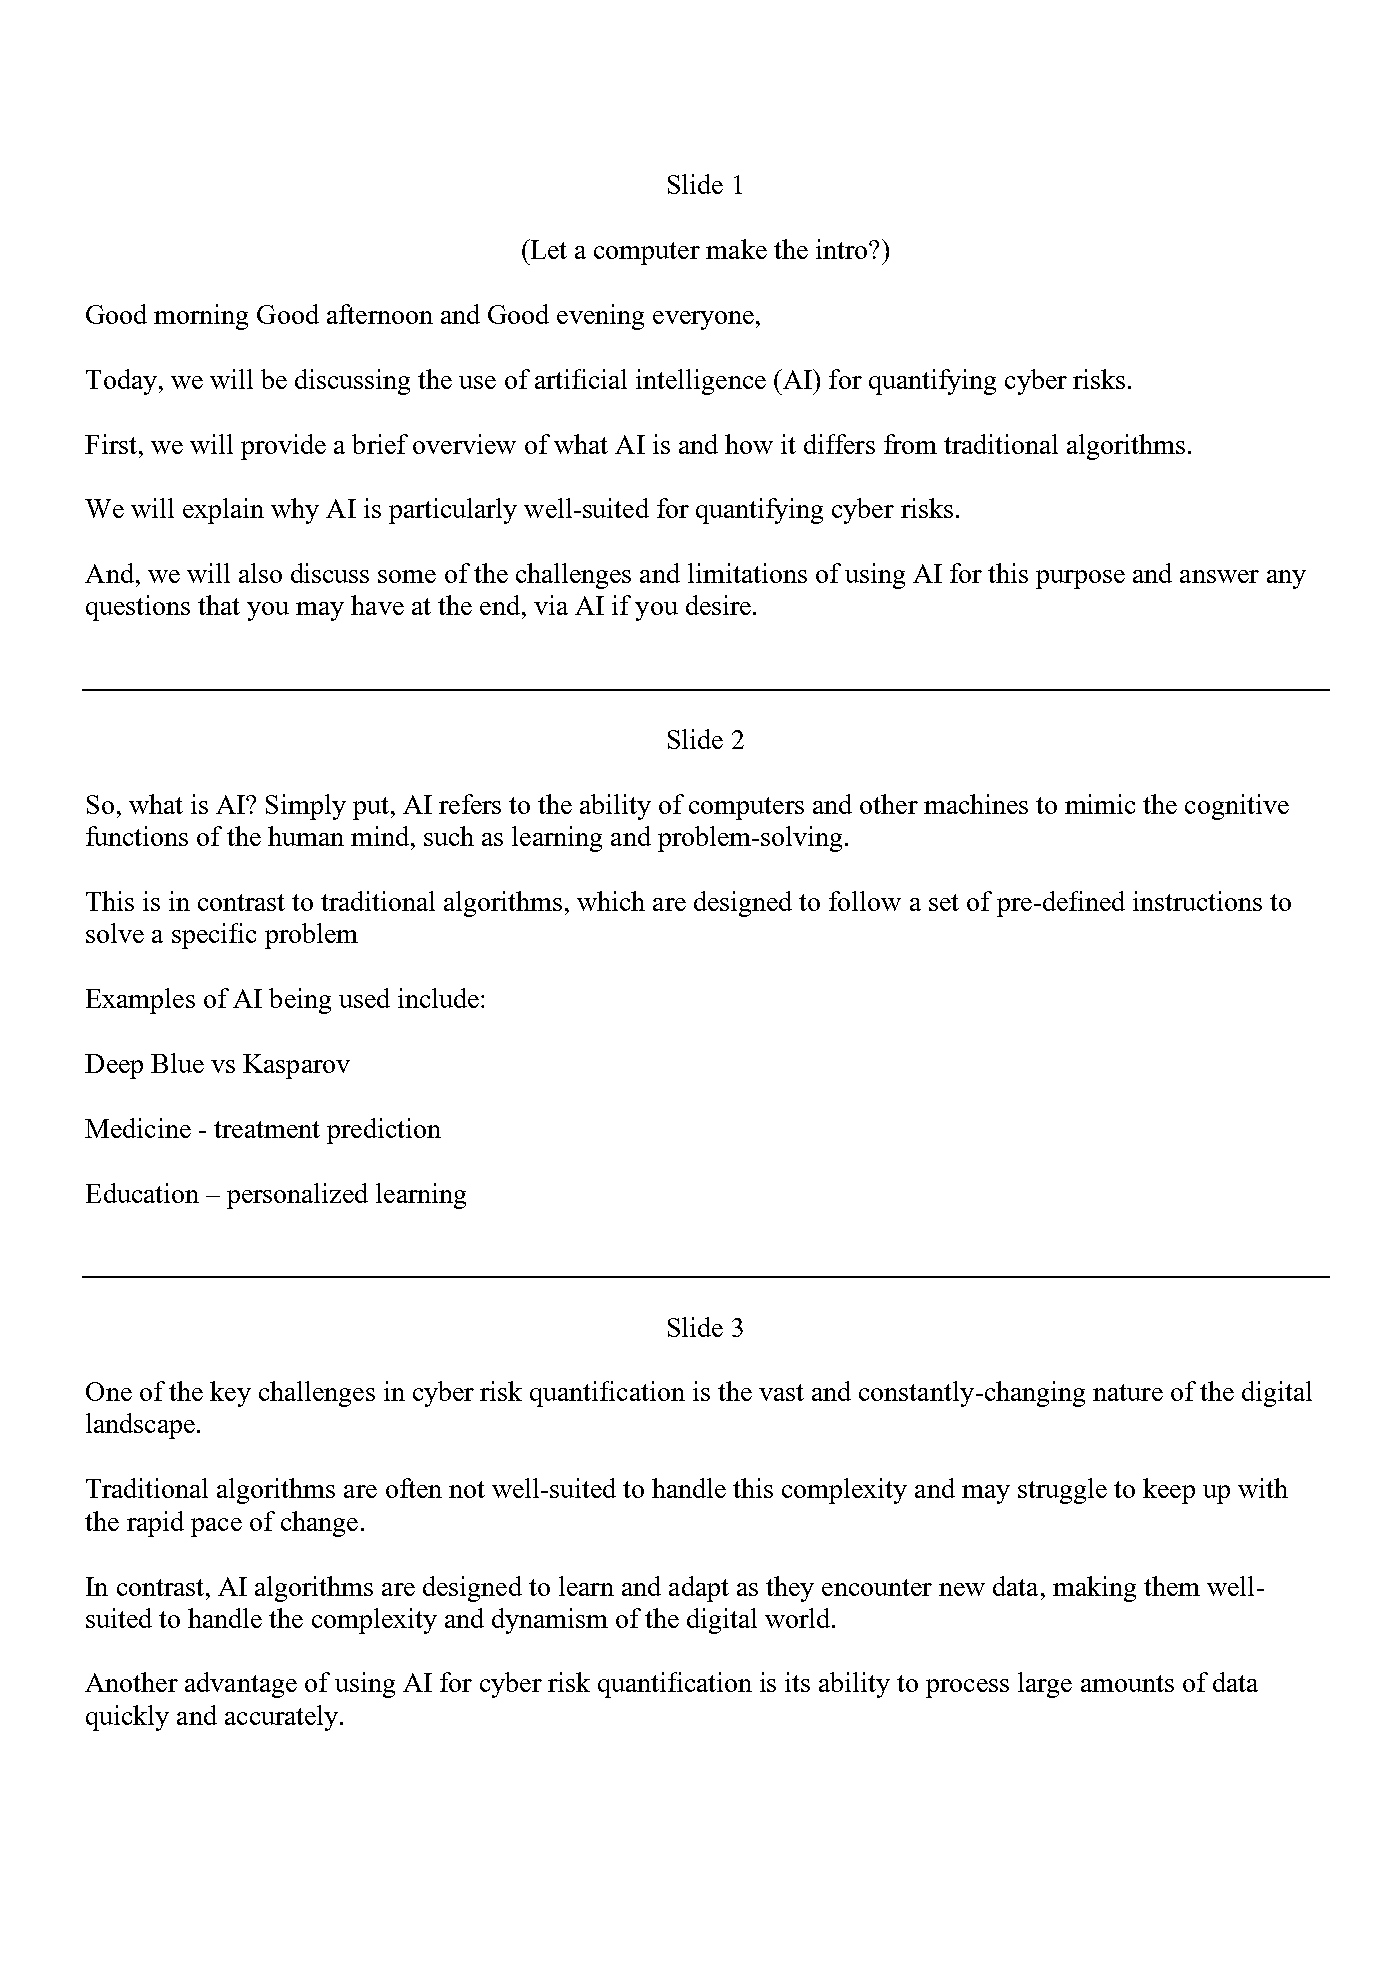 Slide 1
(Let a computer make the intro?)
Good morning Good afternoon and Good evening everyone,
Today, we will be discussing the use of artificial intelligence (AI) for quantifying cyber risks.
First, we will provide a brief overview of what AI is and how it differs from traditional algorithms.
We will explain why AI is particularly well-suited for quantifying cyber risks.
And, we will also discuss some of the challenges and limitations of using AI for this purpose and answer any
questions that you may have at the end, via AI if you desire.
Slide 2
So, what is AI? Simply put, AI refers to the ability of computers and other machines to mimic the cognitive
functions of the human mind, such as learning and problem-solving.
This is in contrast to traditional algorithms, which are designed to follow a set of pre-defined instructions to
solve a specific problem
Examples of AI being used include:
Deep Blue vs Kasparov
Medicine - treatment prediction
Education – personalized learning
Slide 3
One of the key challenges in cyber risk quantification is the vast and constantly-changing nature of the digital
landscape.
Traditional algorithms are often not well-suited to handle this complexity and may struggle to keep up with
the rapid pace of change.
In contrast, AI algorithms are designed to learn and adapt as they encounter new data, making them well-
suited to handle the complexity and dynamism of the digital world.
Another advantage of using AI for cyber risk quantification is its ability to process large amounts of data
quickly and accurately.